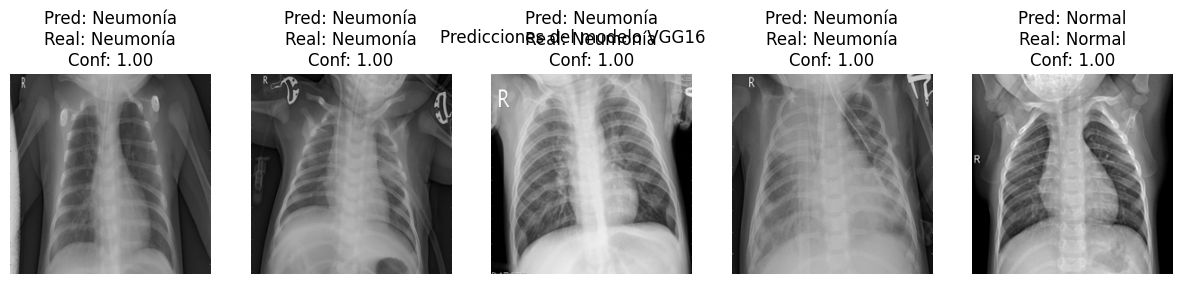 Pred: Neumonía
Real: Neumonía
Conf: 1.00
Pred: Neumonía
Real: Neumonía
Conf: 1.00
Predicciones del modelo VGG16
Pred: Neumonía
Real: Neumonía
Conf: 1.00
Pred: Neumonía
Real: Neumonía
Conf: 1.00
Pred: Normal
Real: Normal
Conf: 1.00
R
R
R
R
R